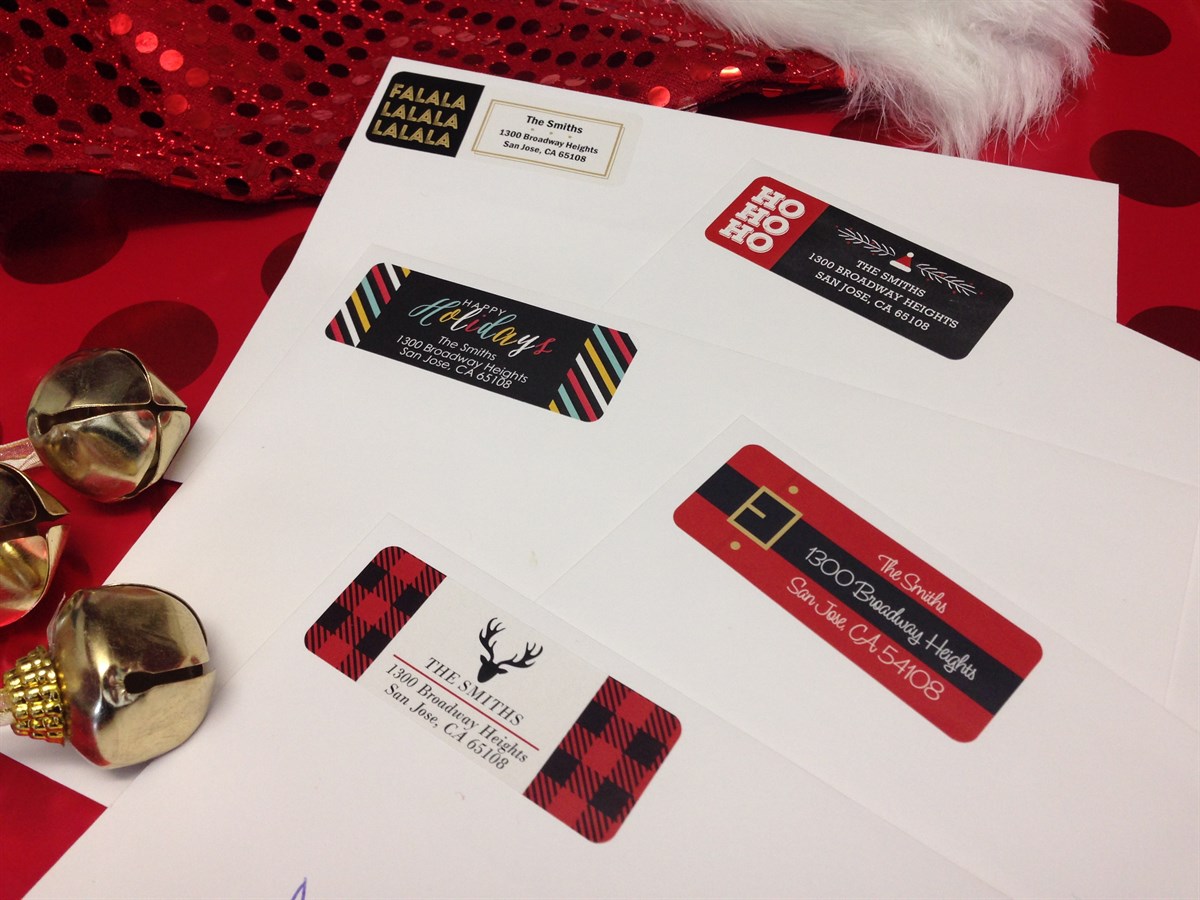 FALALA
LALALA
LALALA
The Smiths
1300 Broadway Heights
San Jose, CA 65108
HO
HO
HO
THE SMITHS
1300 BROADWAY HEIGHTS
SAN JOSE, CA 65108
HAPPY
Holidays
The Smiths
1300 Broadway Heights
San Jose, CA 65108
The Smiths
1300 Broadway Heights
San Jose, CA 54108
THE SMITHS
1300 Broadway Heights
San Jose, CA 65108